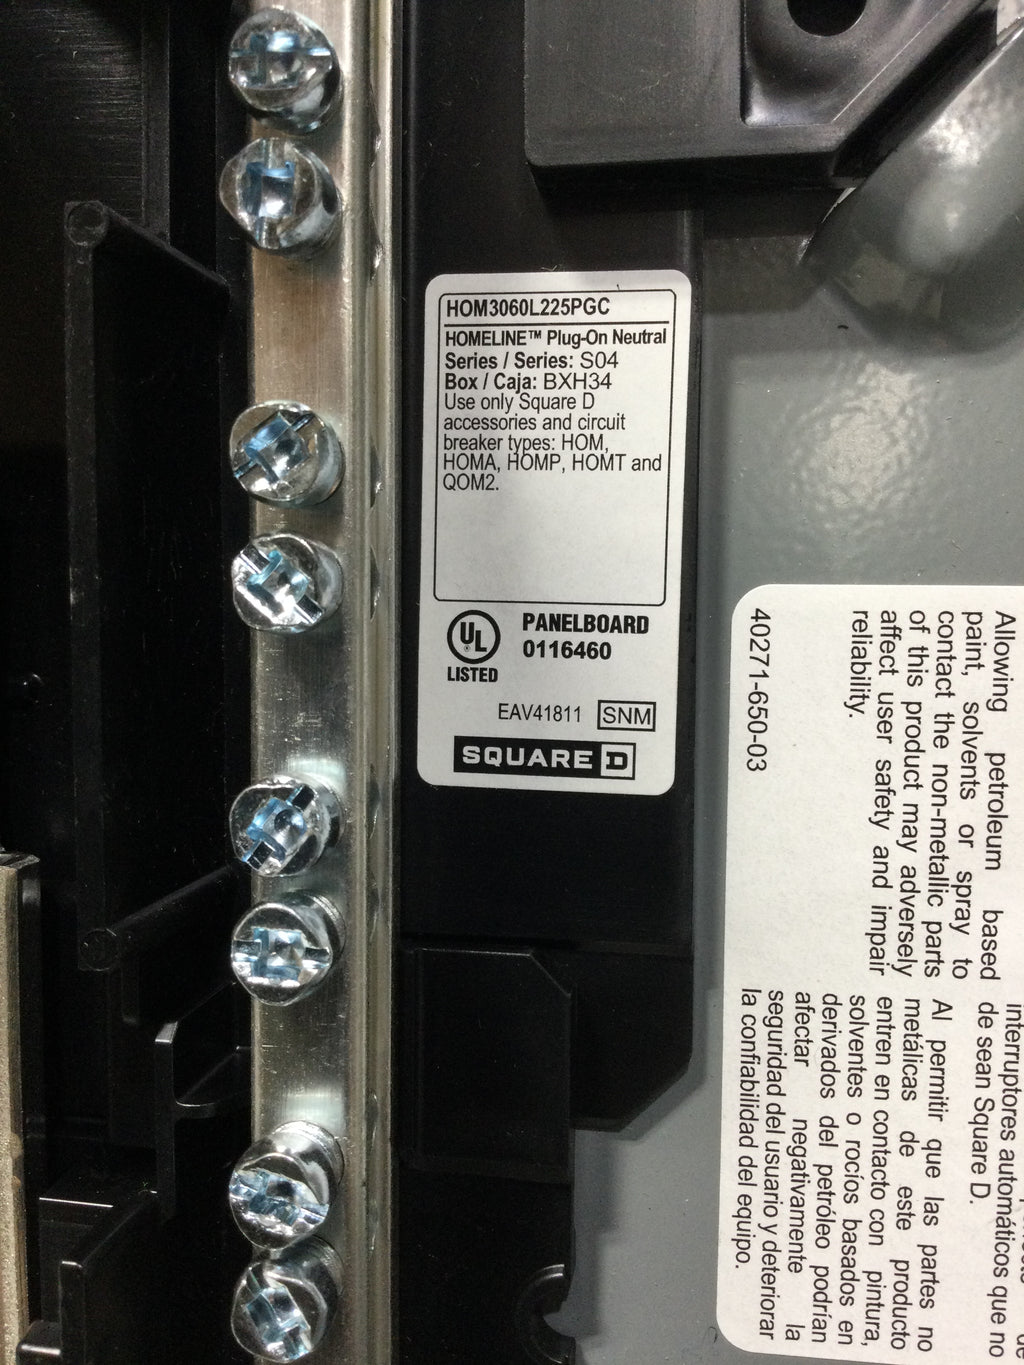 HOM3060L225PGC
HOMELINE™ Plug-On Neutral
Series / Series: S04
Box / Caja: BXH34
Use only Square D
accessories and circuit
breaker types: HOM,
HOMA, HOMP, HOMT and
QOM2.
UL
LISTED
PANELBOARD
0116460
EAV41811 SNM
SQUARE D
Allowing petroleum based
paint, solvents or spray to
contact the non-metallic parts
of this product may adversely
affect user safety and impair
reliability.
40271-650-03
interruptores automáticos que no
de sean Square D.
Al permitir que las partes no
metálicas de este producto
entren en contacto con pintura,
solventes o rocíos basados en
derivados del petróleo podrían
afectar negativamente la
seguridad del usuario y deteriorar
la confiabilidad del equipo.